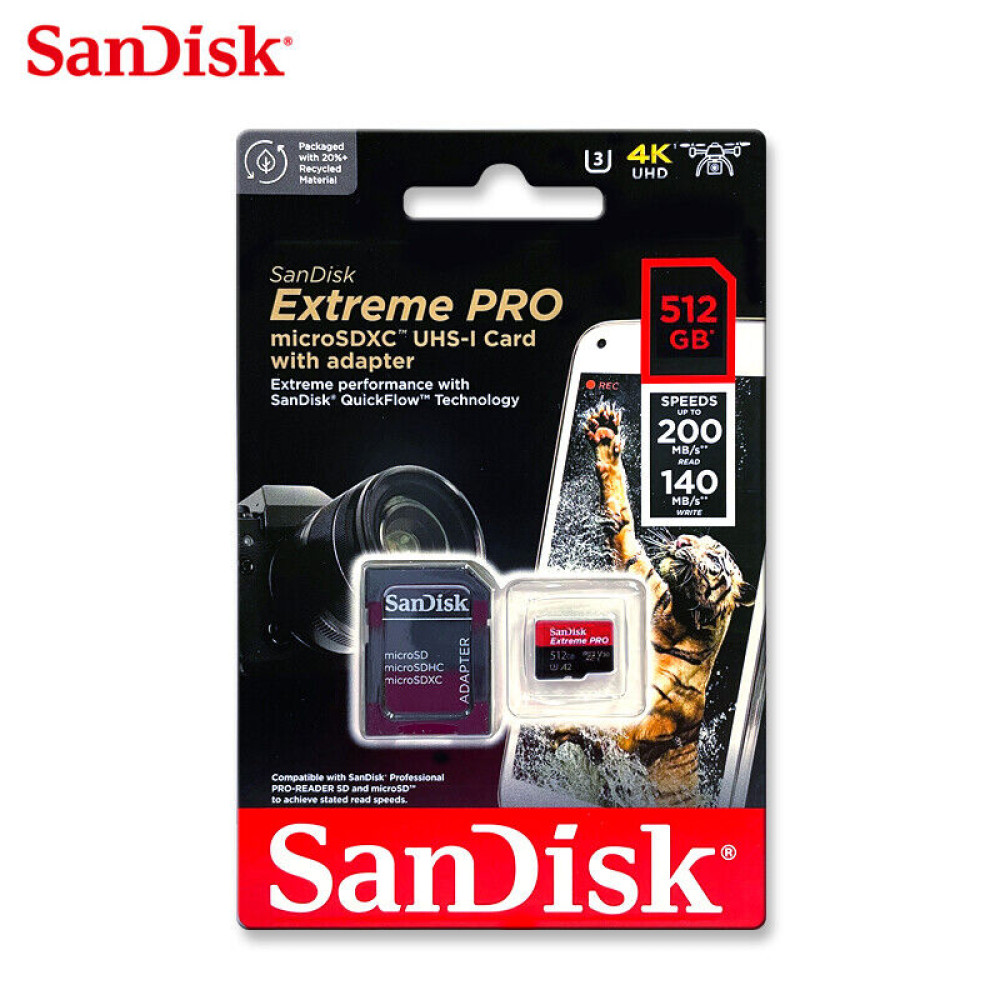 SanDisk®
Packaged
with 20%+
Recycled
Material
3
4K
UHD
SanDisk
Extreme PRO
microSDXC™ UHS-I Card
with adapter
Extreme performance with
SanDisk® QuickFlow™ Technology
512
GB*
REC
SPEEDS
UP TO
200
MB/s**
READ
140
MB/s**
WRITE
SanDisk
microSD
microSDHC
microSDXC
ADAPTER
SanDisk
Extreme PRO
512GB
V30
A2
Compatible with SanDisk® Professional
PRO-READER SD and microSD™
to achieve stated read speeds.
SanDisk®